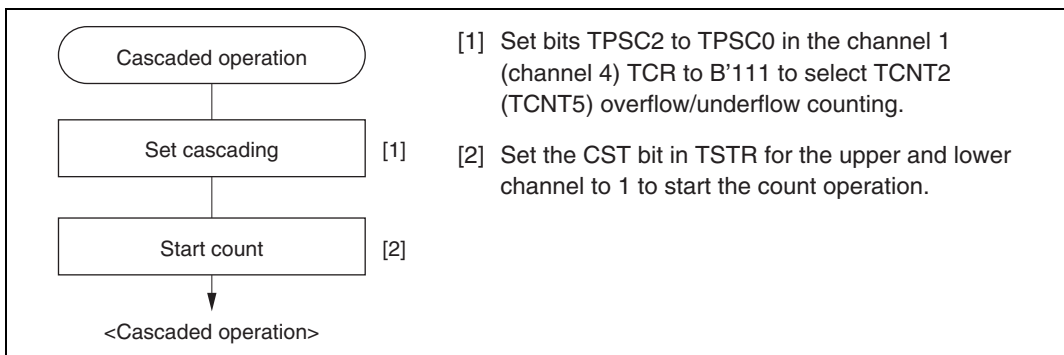 Cascaded operation
Set cascading
[1]
Start count
[2]
<Cascaded operation>
[1] Set bits TPSC2 to TPSC0 in the channel 1
(channel 4) TCR to B'111 to select TCNT2
(TCNT5) overflow/underflow counting.
[2] Set the CST bit in TSTR for the upper and lower
channel to 1 to start the count operation.